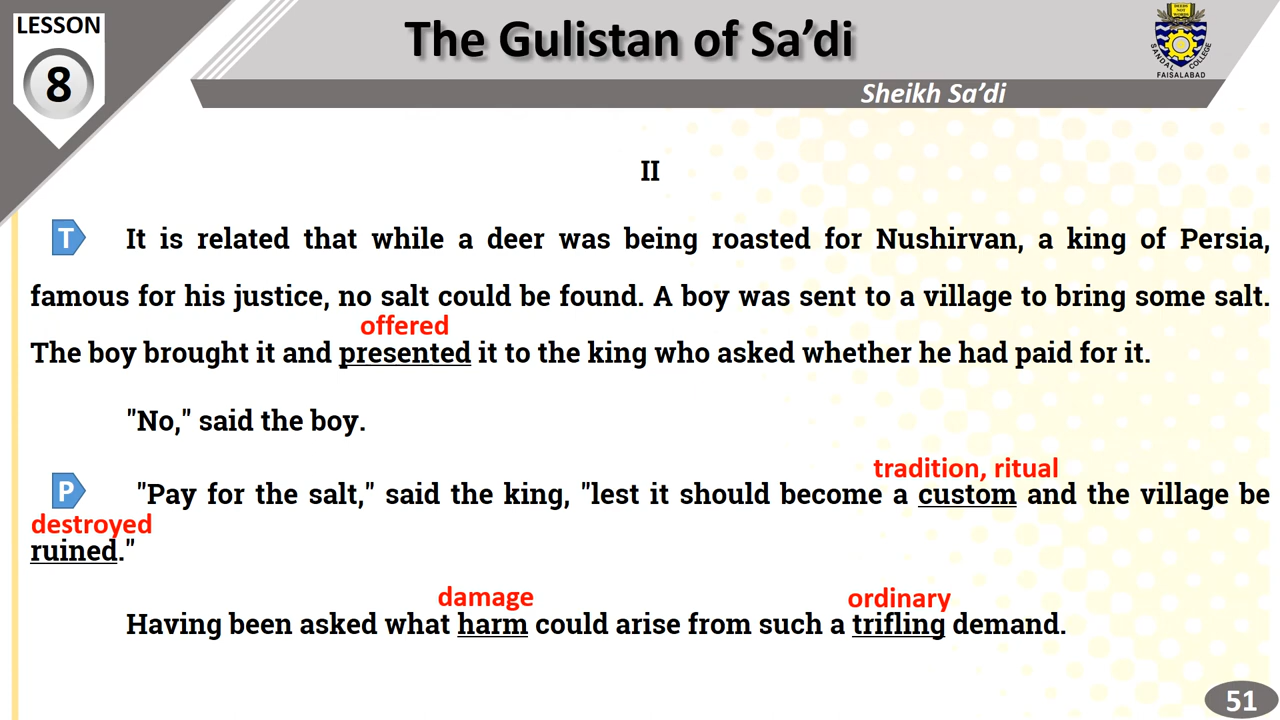 LESSON
8
The Gulistan of Sa’di
Sheikh Sa’di
DEEDS NOT WORDS
SANDAL COLLEGE
FAISALABAD
II
T
It is related that while a deer was being roasted for Nushirvan, a king of Persia,
famous for his justice, no salt could be found. A boy was sent to a village to bring some salt.
offered
The boy brought it and presented it to the king who asked whether he had paid for it.
"No," said the boy.
tradition, ritual
P
"Pay for the salt," said the king, "lest it should become a custom and the village be
destroyed
ruined."
damage
ordinary
Having been asked what harm could arise from such a trifling demand.
51